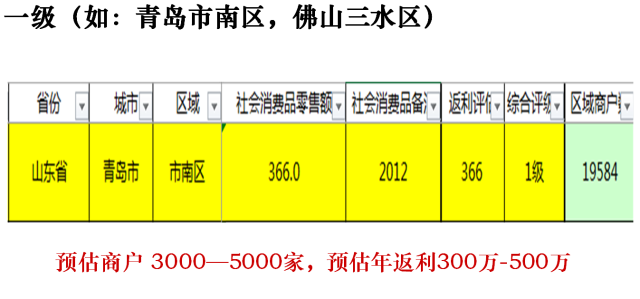 一级（如：青岛市南区，佛山三水区）
省份 城市 区域 社会消费品零售额 社会消费品备 返利评估 综合评级 区域商户
山东省 青岛市 市南区 366.0 2012 366 1级 19584
预估商户 3000—5000家，预估年返利300万-500万